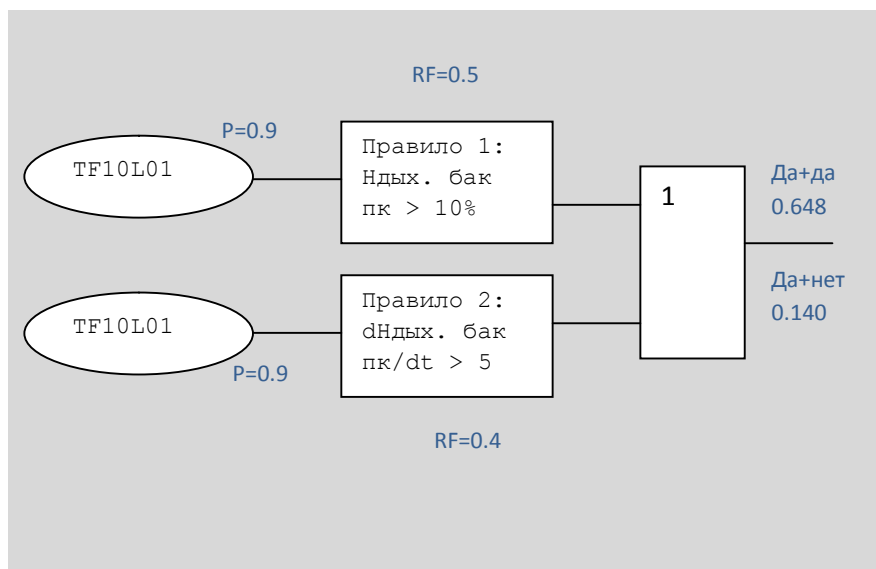 RF=0.5
P=0.9
TF10L01
Правило 1:
Hдых. бак
пк > 10%
1
Да+да
0.648
Да+нет
0.140
TF10L01
P=0.9
Правило 2:
dHдых. бак
пк/dt > 5
RF=0.4